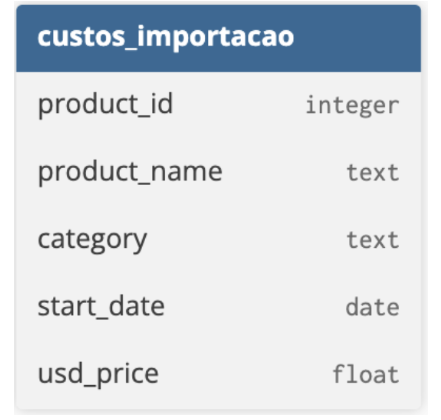 custos_importacao
product_id integer
product_name text
category text
start_date date
usd_price float